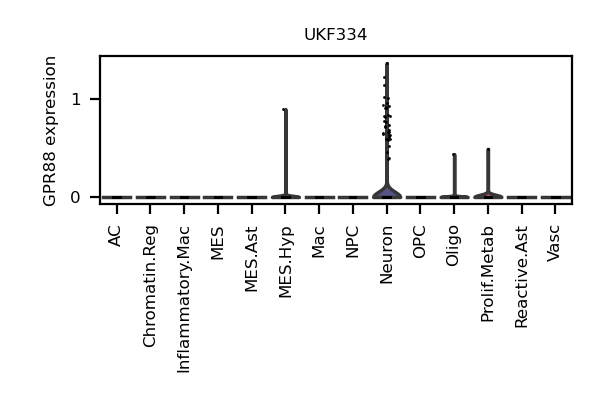 UKF334
GPR88 expression
1
0
AC
Chromatin.Reg
Inflammatory.Mac
MES
MES.Ast
MES.Hyp
Mac
NPC
Neuron
OPC
Oligo
Prolif.Metab
Reactive.Ast
Vasc